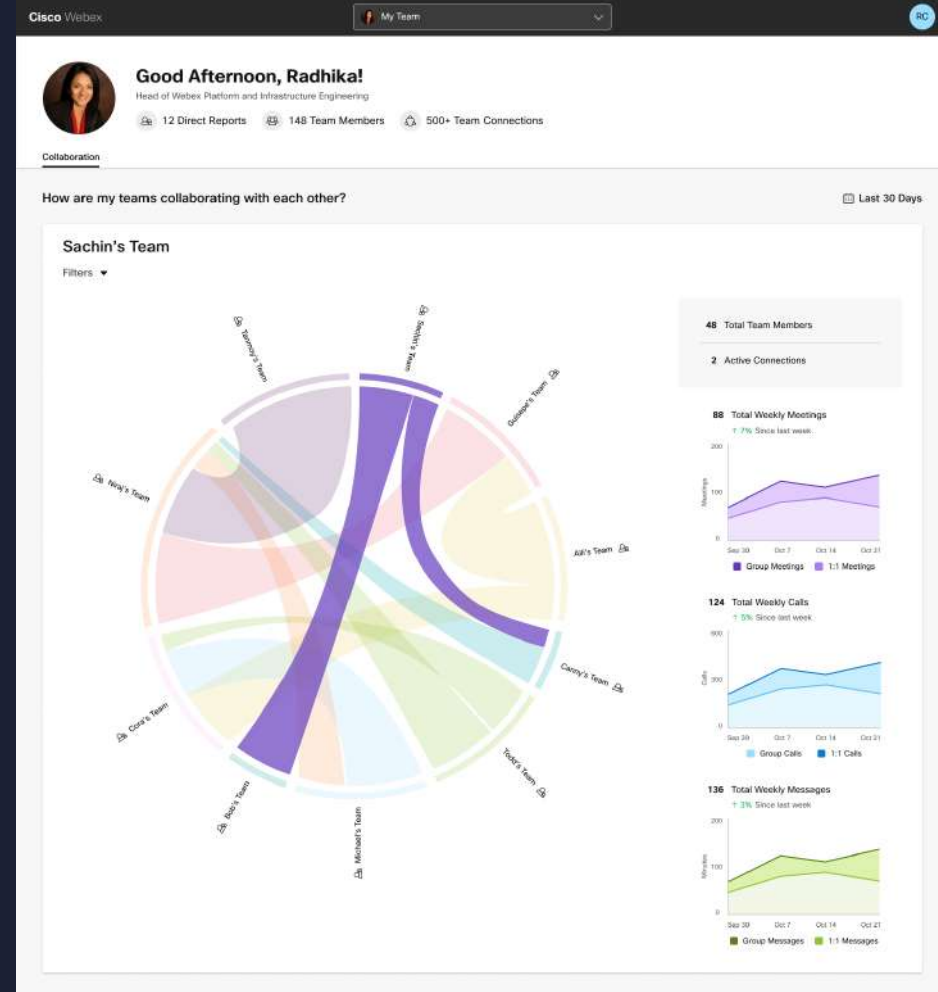 Cisco Webex
My Team
RC
Good Afternoon, Radhika!
Head of Webex Platform and Infrastructure Engineering
12 Direct Reports 148 Team Members 500+ Team Connections
Collaboration
How are my teams collaborating with each other?
Last 30 Days
Sachin's Team
Filters
Tanmoy's Team
Sachin's Team
Guisepe's Team
Niraj's Team
Canny's Team
Cora's Team
Todd's Team
Bob's Team
Michael's Team
48 Total Team Members
2 Active Connections
88 Total Weekly Meetings
↑ 7% Since last week
200
Meetings
100
0
Sep 30 Oct 7 Oct 14 Oct 21
Group Meetings 1:1 Meetings
124 Total Weekly Calls
↑ 5% Since last week
Calls
0
Oct 7 Oct 14 Oct 21
Group Calls 1:1 Calls
136 Total Weekly Messages
↑ 3% Since last week
200
Minutes
100
0
Sep 30 Oct 7 Oct 14 Oct 21
Group Messages 1:1 Messages